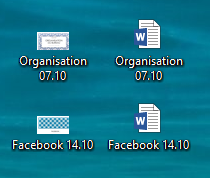 Organisation Organisation
07.10 07.10
Facebook 14.10 Facebook 14.10